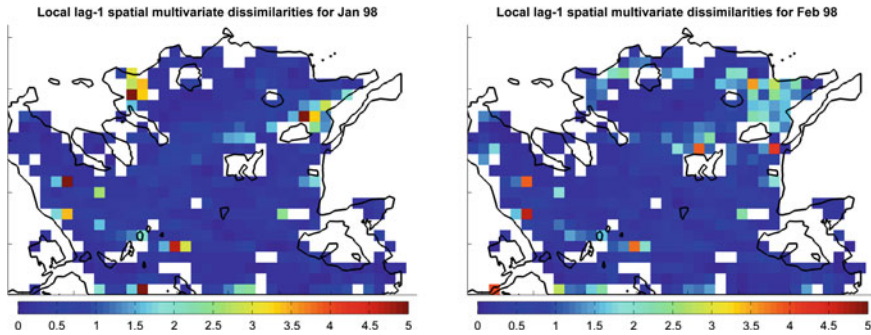 Local lag-1 spatial multivariate dissimilarities for Jan 98
Local lag-1 spatial multivariate dissimilarities for Feb 98
0 0.5 1 1.5 2 2.5 3 3.5 4 4.5 5
0 0.5 1 1.5 2 2.5 3 3.5 4 4.5 5